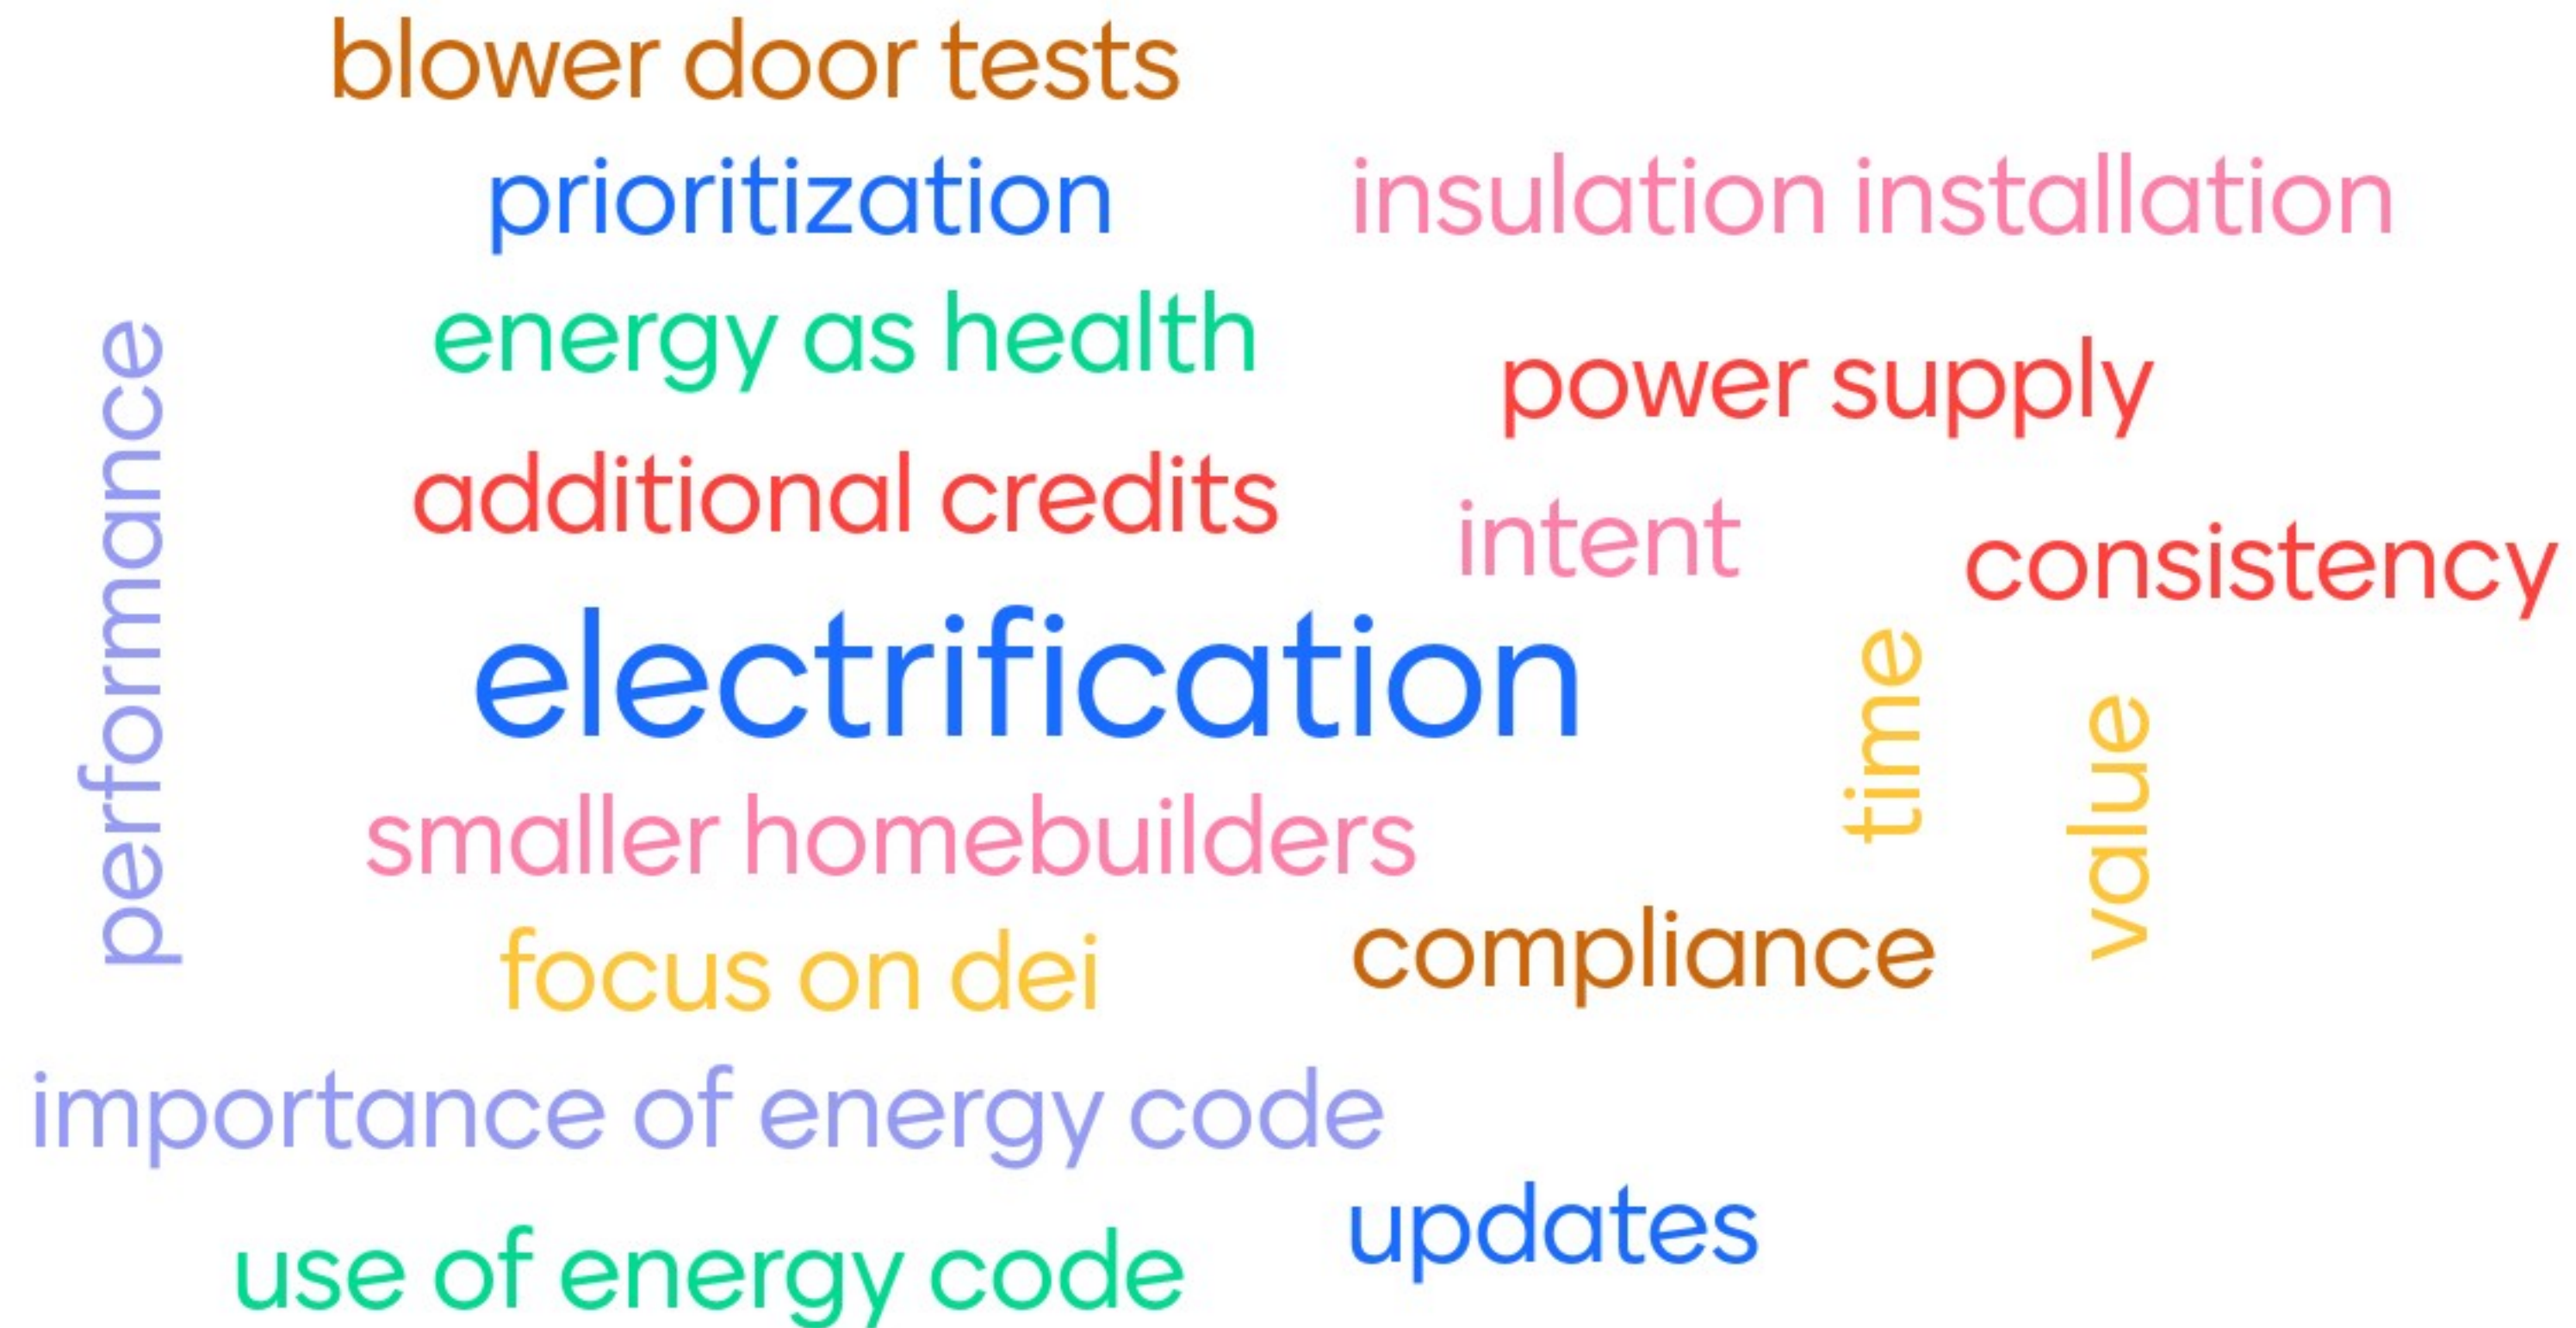 blower door tests
prioritization
insulation installation
energy as health
power supply
performance
additional credits
intent
consistency
electrification
time
value
smaller homebuilders
compliance
focus on dei
importance of energy code
updates
use of energy code